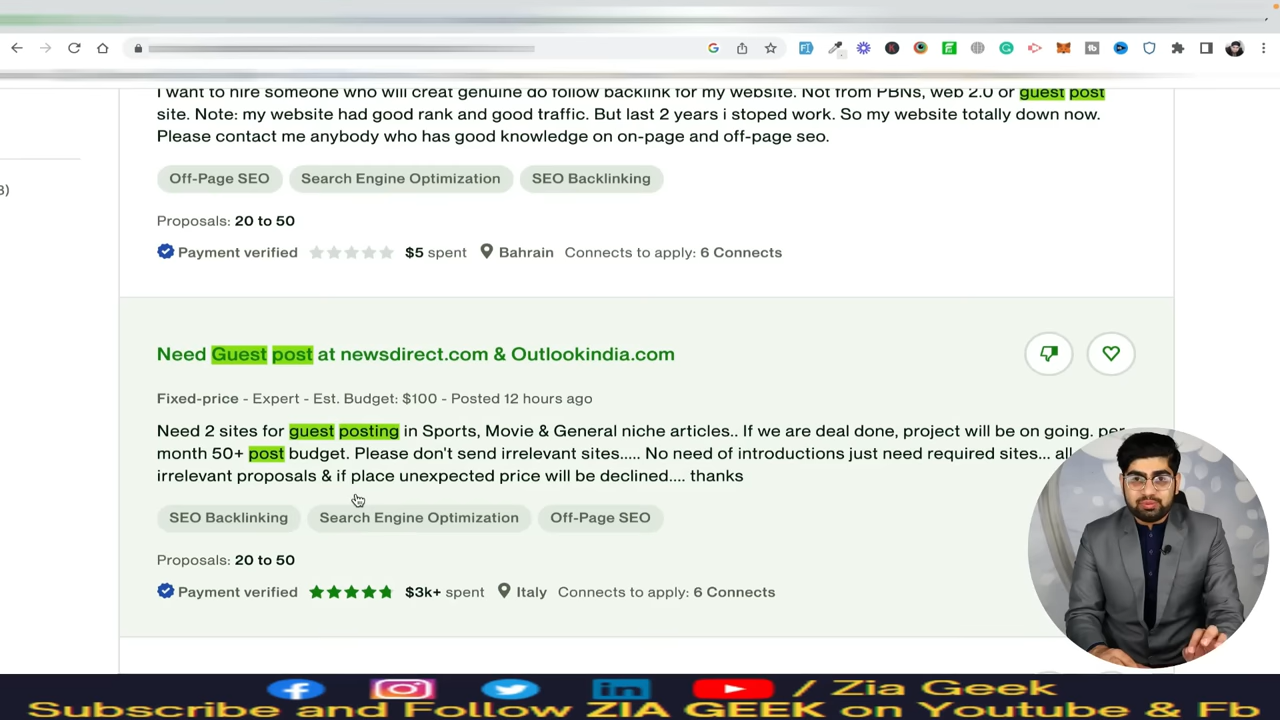 I want to hire someone who will creat genuine do follow backlink for my website. Not from PBNs, web 2.0 or guest post
site. Note: my website had good rank and good traffic. But last 2 years i stoped work. So my website totally down now.
Please contact me anybody who has good knowledge on on-page and off-page seo.
Off-Page SEO Search Engine Optimization SEO Backlinking
3)
Proposals: 20 to 50
Payment verified $5 spent Bahrain Connects to apply: 6 Connects
Need Guest post at newsdirect.com & Outlookindia.com
Fixed-price - Expert - Est. Budget: $100 - Posted 12 hours ago
Need 2 sites for guest posting in Sports, Movie & General niche articles.. If we are deal done, project will be on going. per
month 50+ post budget. Please don't send irrelevant sites..... No need of introductions just need required sites... all
irrelevant proposals & if place unexpected price will be declined.... thanks
SEO Backlinking Search Engine Optimization Off-Page SEO
Proposals: 20 to 50
Payment verified $3k+ spent Italy Connects to apply: 6 Connects
/ Zia Geek
Subscribe and Follow ZIA GEEK on Youtube & Fb